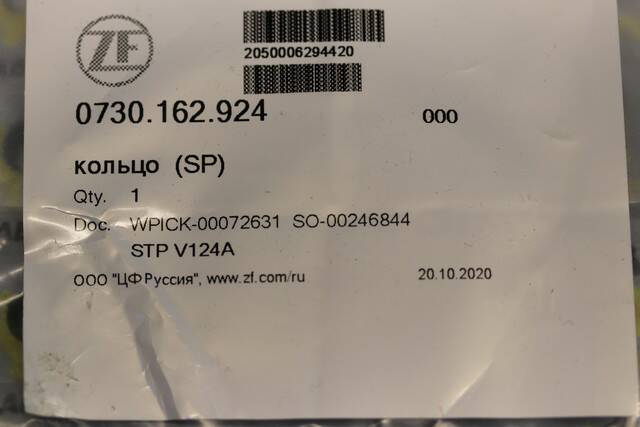 ZF
2050006294420
0730.162.924 000
кольцо (SP)
Qty. 1
Doc. WPICK-00072631 SO-00246844
STP V124A
ООО "ЦФ Руссия", www.zf.com/ru 20.10.2020